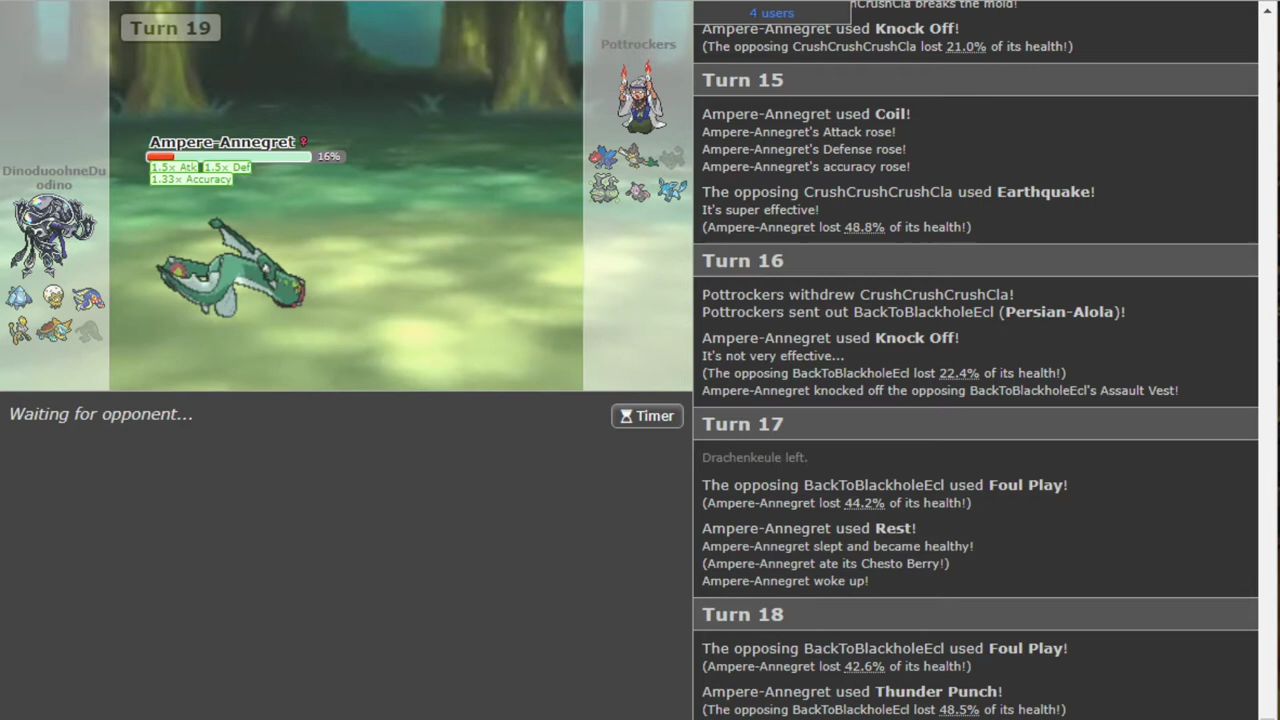 Turn 19
Pottrockers
Ampere-Annegret ♀
16%
1.5× Atk 1.5× Def
1.33× Accuracy
DinoduoohneDu
odino
Waiting for opponent...
Timer
4 users
breaks the mold!
Ampere-Annegret used Knock Off!
(The opposing CrushCrushCrushCla lost 21.0% of its health!)
Turn 15
Ampere-Annegret used Coil!
Ampere-Annegret's Attack rose!
Ampere-Annegret's Defense rose!
Ampere-Annegret's accuracy rose!
The opposing CrushCrushCrushCla used Earthquake!
It's super effective!
(Ampere-Annegret lost 48.8% of its health!)
Turn 16
Pottrockers withdrew CrushCrushCrushCla!
Pottrockers sent out BackToBlackholeEcl (Persian-Alola)!
Ampere-Annegret used Knock Off!
It's not very effective...
(The opposing BackToBlackholeEcl lost 22.4% of its health!)
Ampere-Annegret knocked off the opposing BackToBlackholeEcl's Assault Vest!
Turn 17
Drachenkeule left.
The opposing BackToBlackholeEcl used Foul Play!
(Ampere-Annegret lost 44.2% of its health!)
Ampere-Annegret used Rest!
Ampere-Annegret slept and became healthy!
(Ampere-Annegret ate its Chesto Berry!)
Ampere-Annegret woke up!
Turn 18
The opposing BackToBlackholeEcl used Foul Play!
(Ampere-Annegret lost 42.6% of its health!)
Ampere-Annegret used Thunder Punch!
(The opposing BackToBlackholeEcl lost 48.5% of its health!)